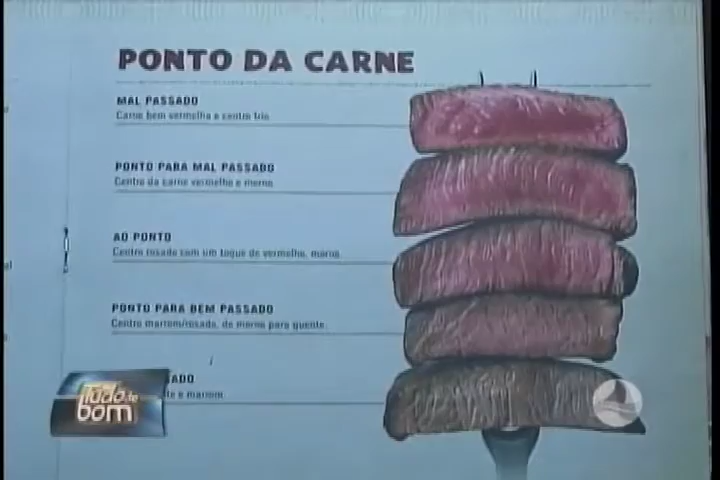 PONTO DA CARNE
MAL PASSADO
Carne bem vermelha e centro frio
PONTO PARA MAL PASSADO
Centro da carne vermelho e morno
AO PONTO
Centro rosado com um toque de vermelho, morno
PONTO PARA BEM PASSADO
Centro marrom/rosado, de morno para quente
SADO
e marrom
Tudo de
bom